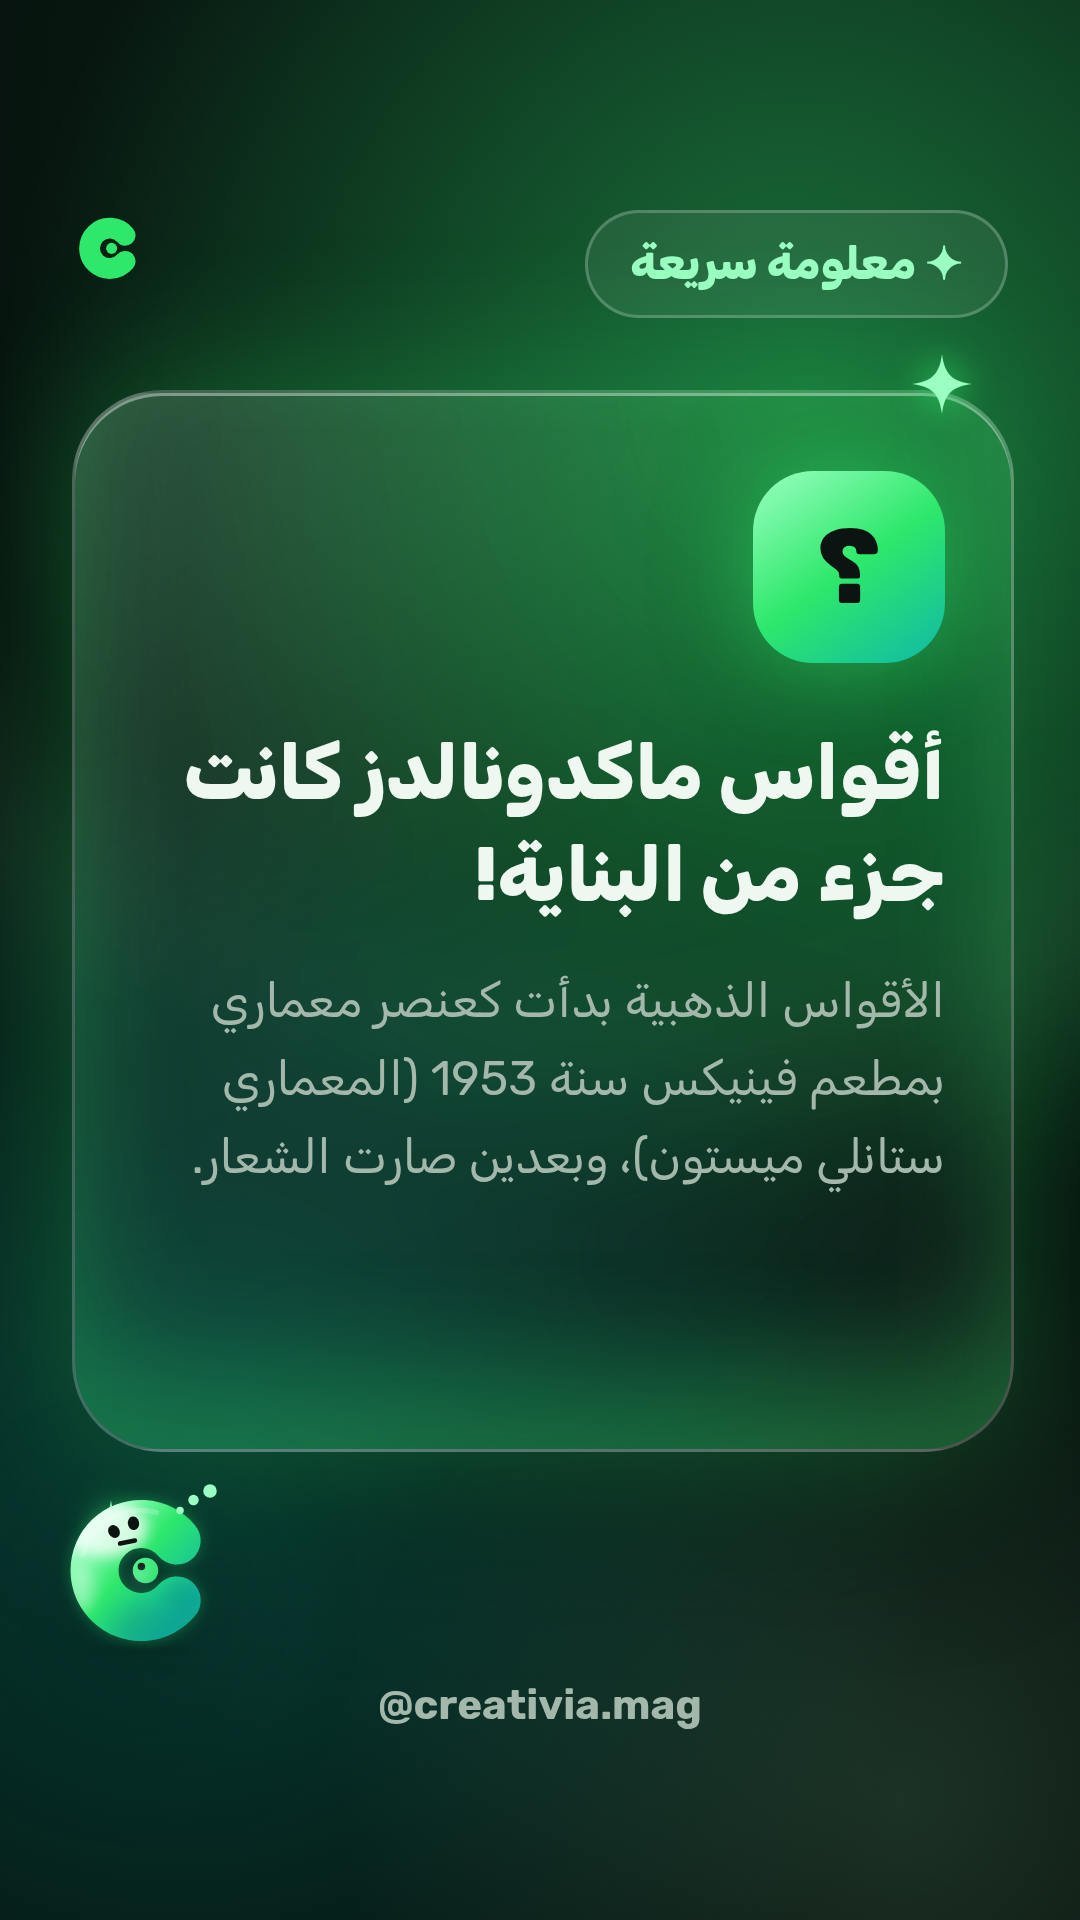 ✦ معلومة سريعة
؟
أقواس ماكدونالدز كانت
جزء من البناية!
الأقواس الذهبية بدأت كعنصر معماري
بمطعم فينيكس سنة 1953 (المعماري
ستانلي ميستون)، وبعدين صارت الشعار.
@creativia.mag